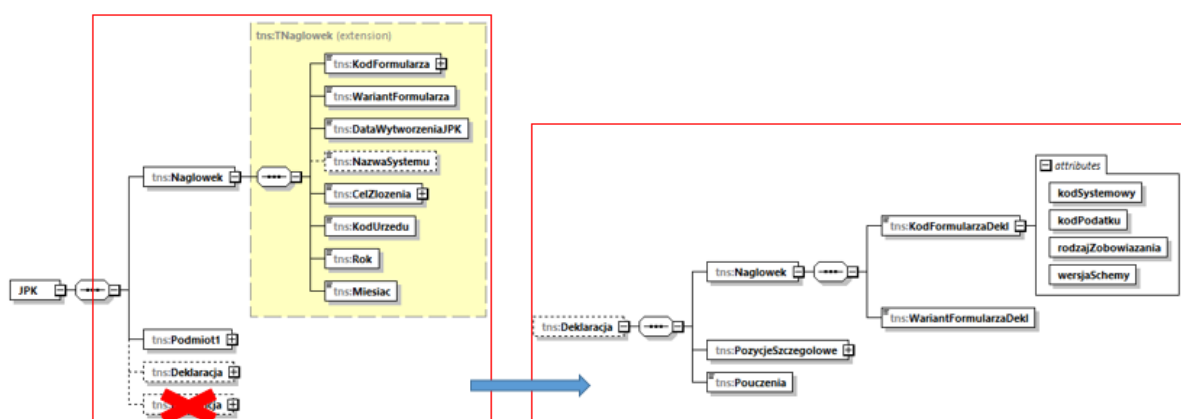 tns:TNaglowek (extension)
tns:KodFormularza
tns:WariantFormularza
tns:DataWytworzeniaJPK
tns:NazwaSystemu
tns:Naglowek
tns:CelZlozenia
tns:KodUrzedu
tns:Rok
JPK
tns:Miesiac
tns:Podmiot1
tns:Deklaracja
attributes
kodSystemowy
tns:KodFormularzaDekl
kodPodatku
rodzajZobowiazania
tns:Naglowek
wersjaSchemy
tns:Deklaracja
tns:WariantFormularzaDekl
tns:PozycjeSzczegolowe
tns:Pouczenia